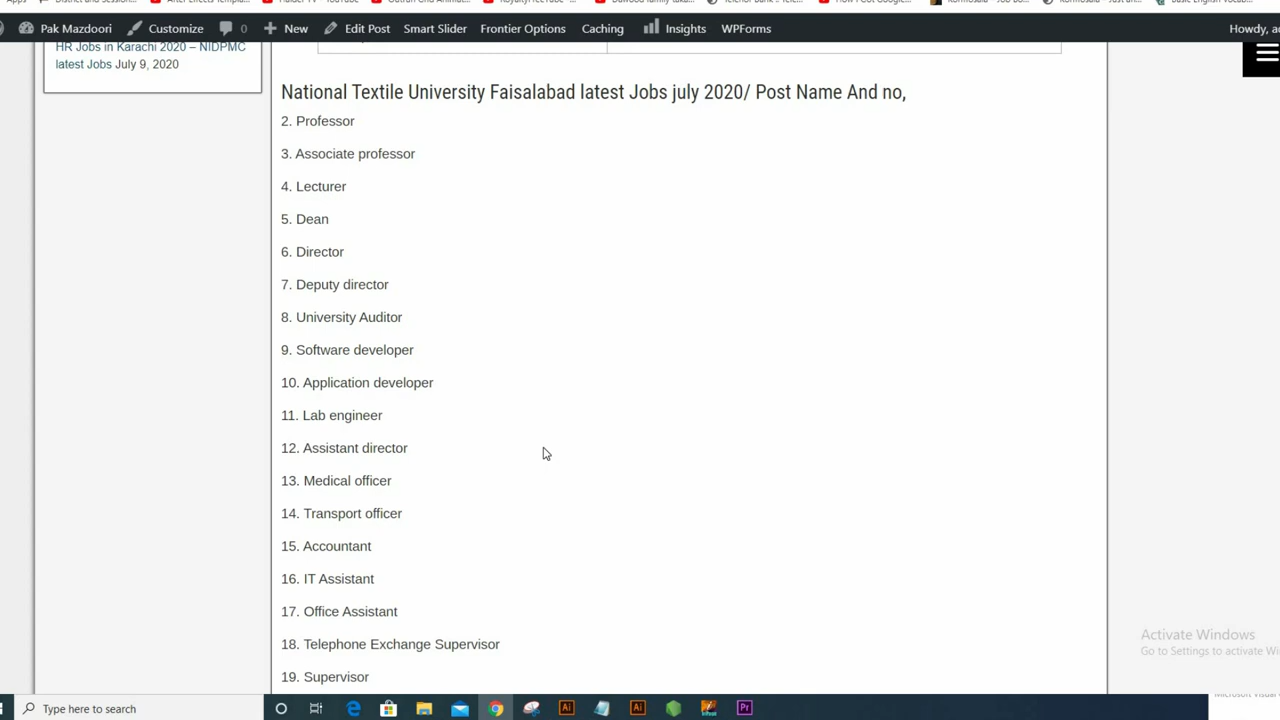 Pak Mazdoori Customize 0 New Edit Post Smart Slider Frontier Options Caching Insights WPForms Howdy,
HR Jobs in Karachi 2020 – NIDPMC
latest Jobs July 9, 2020
National Textile University Faisalabad latest Jobs july 2020/ Post Name And no,
2. Professor
3. Associate professor
4. Lecturer
5. Dean
6. Director
7. Deputy director
8. University Auditor
9. Software developer
10. Application developer
11. Lab engineer
12. Assistant director
13. Medical officer
14. Transport officer
15. Accountant
16. IT Assistant
17. Office Assistant
18. Telephone Exchange Supervisor
19. Supervisor
Activate Windows
Go to Settings to activate
Type here to search